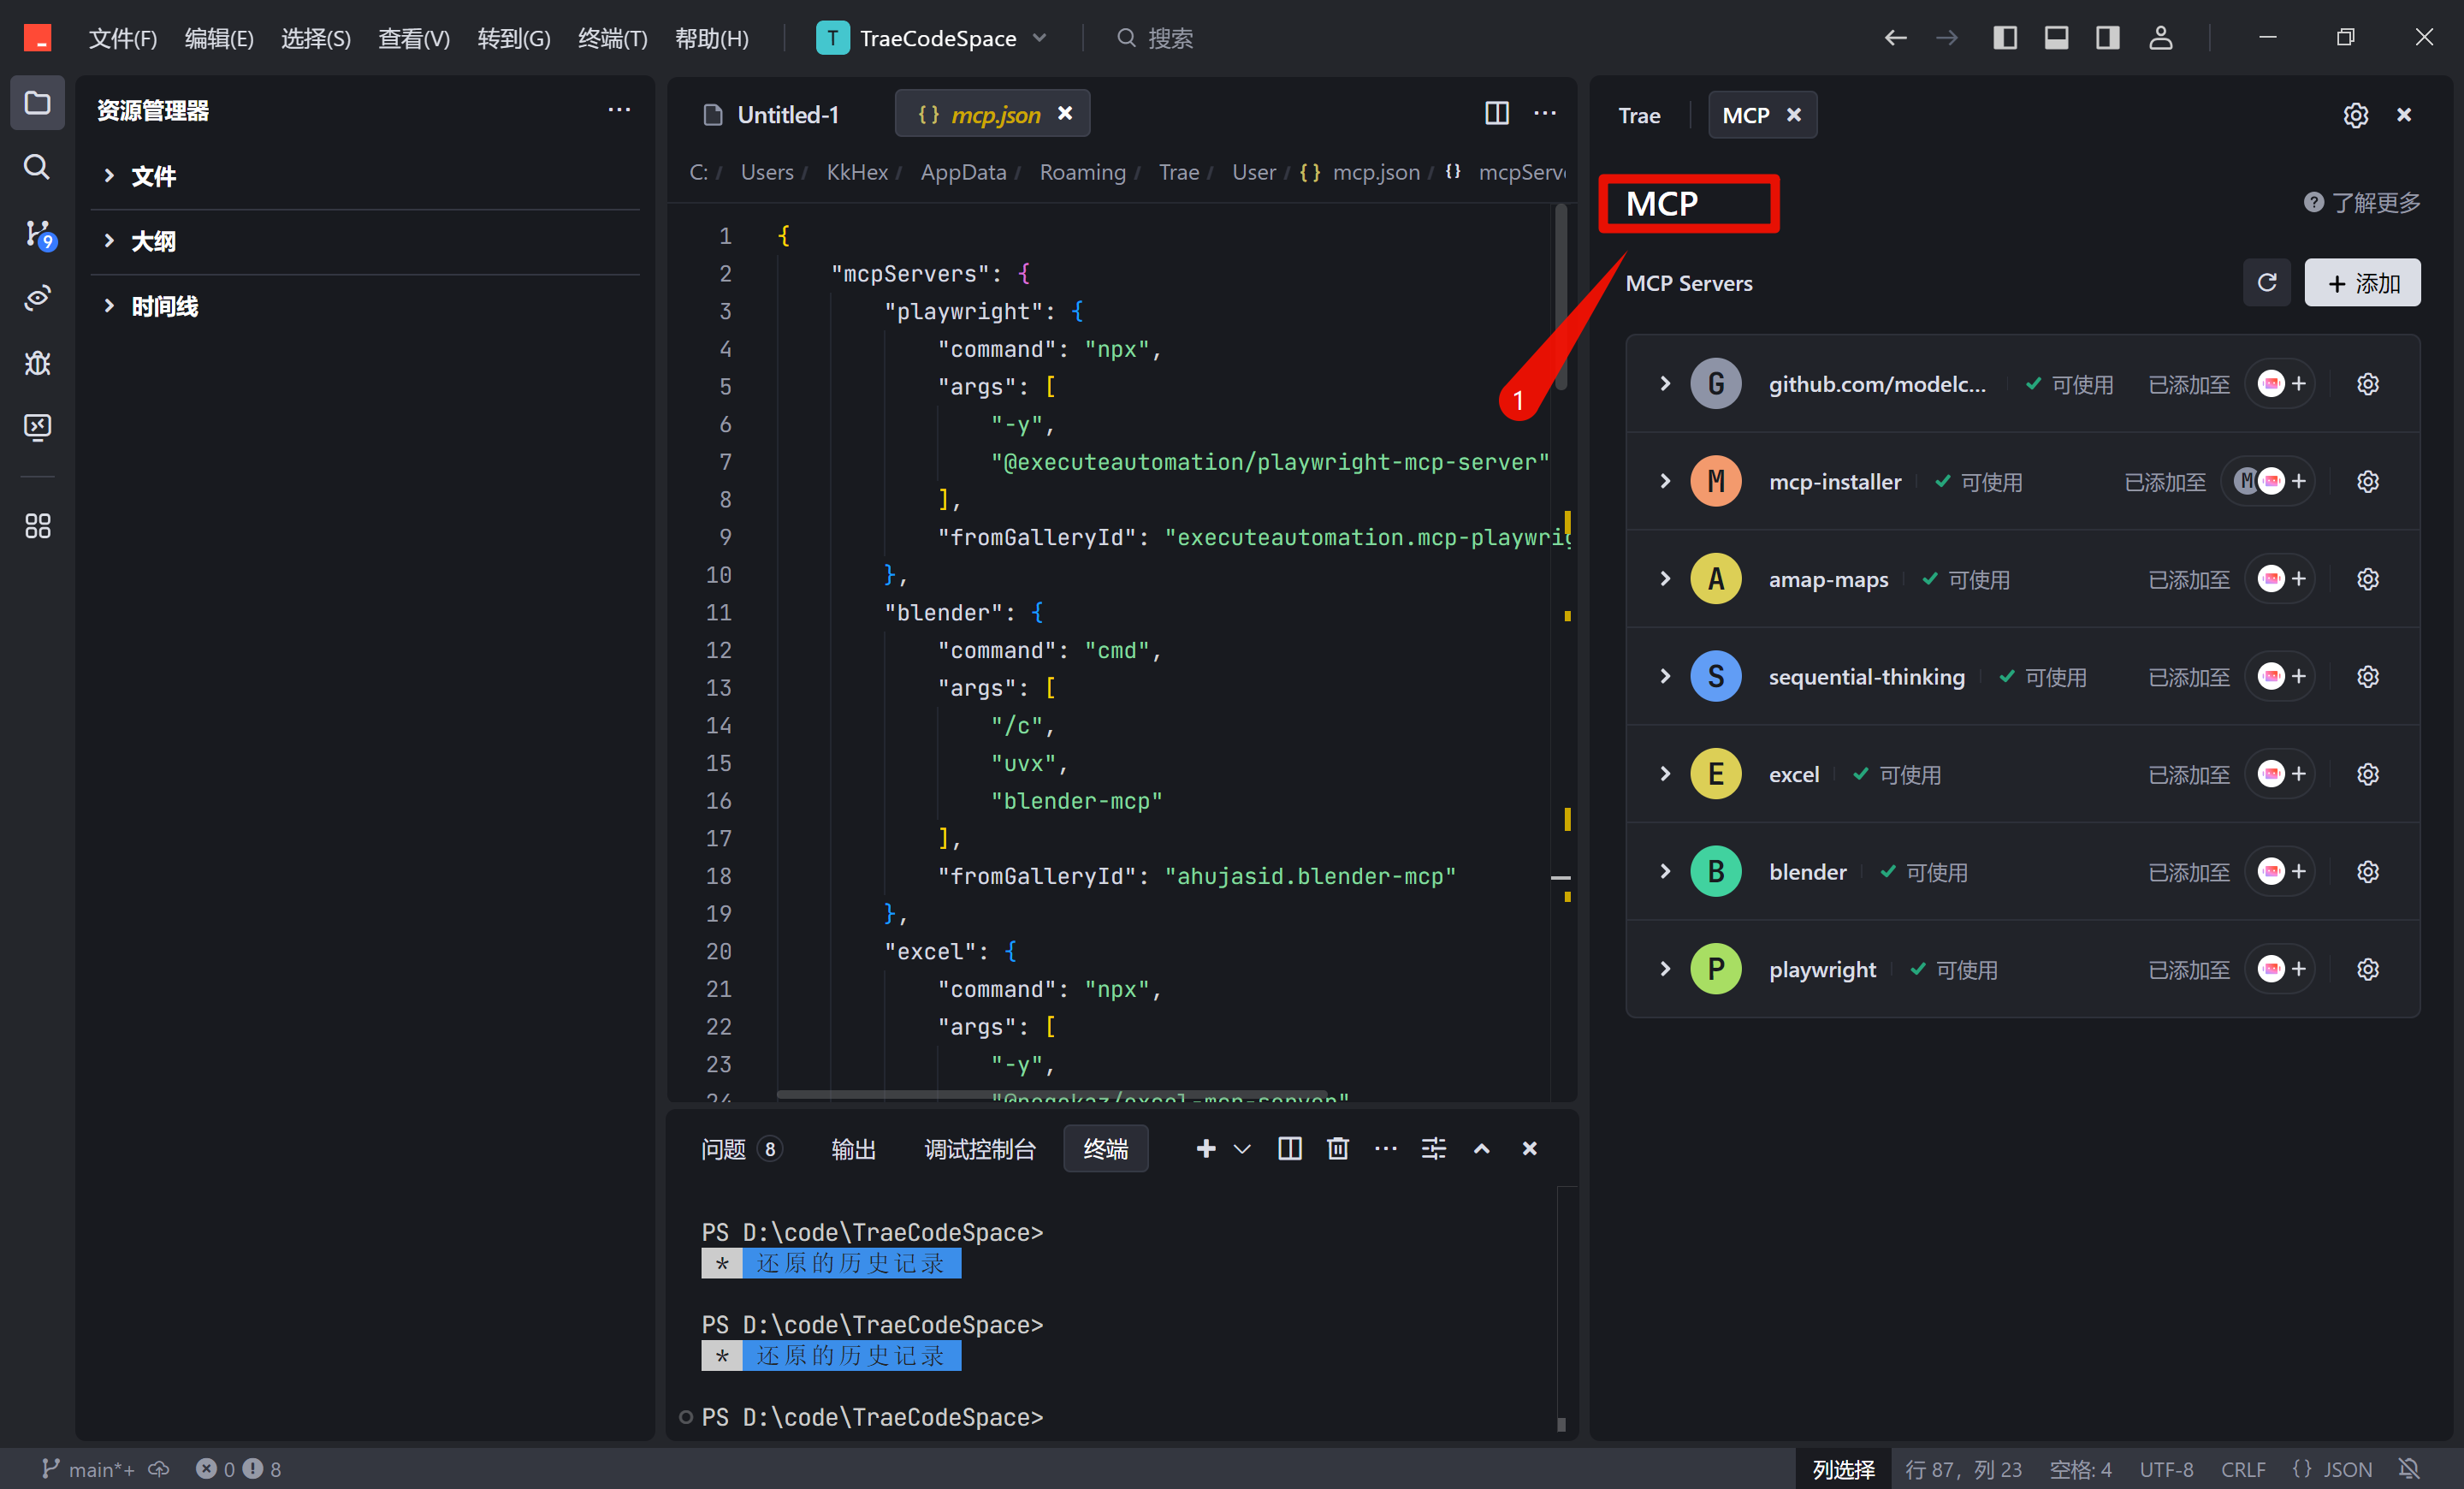 文件(F) 编辑(E) 选择(S) 查看(V) 转到(G) 终端(T) 帮助(H) T TraeCodeSpace 搜索
资源管理器
文件
大纲
时间线
9
Untitled-1 {} mcp.json
C: / Users / KkHex / AppData / Roaming / Trae / User / {} mcp.json / {} mcpServ
1 {
2 "mcpServers": {
3 "playwright": {
4 "command": "npx",
5 "args": [
6 "-y",
7 "@executeautomation/playwright-mcp-server"
8 ],
9 "fromGalleryId": "executeautomation.mcp-playwrig
10 },
11 "blender": {
12 "command": "cmd",
13 "args": [
14 "/c",
15 "uvx",
16 "blender-mcp"
17 ],
18 "fromGalleryId": "ahujasid.blender-mcp"
19 },
20 "excel": {
21 "command": "npx",
22 "args": [
23 "-y",
24 "@negokaz/excel-mcp-server"
问题 8 输出 调试控制台 终端
PS D:\code\TraeCodeSpace>
* 还原的历史记录
PS D:\code\TraeCodeSpace>
* 还原的历史记录
PS D:\code\TraeCodeSpace>
Trae MCP
MCP
了解更多
1
MCP Servers
添加
G github.com/modelc... 可使用 已添加至
M mcp-installer 可使用 已添加至 M
A amap-maps 可使用 已添加至
S sequential-thinking 可使用 已添加至
E excel 可使用 已添加至
B blender 可使用 已添加至
P playwright 可使用 已添加至
main*+ 0 8 列选择 行 87，列 23 空格: 4 UTF-8 CRLF {} JSON